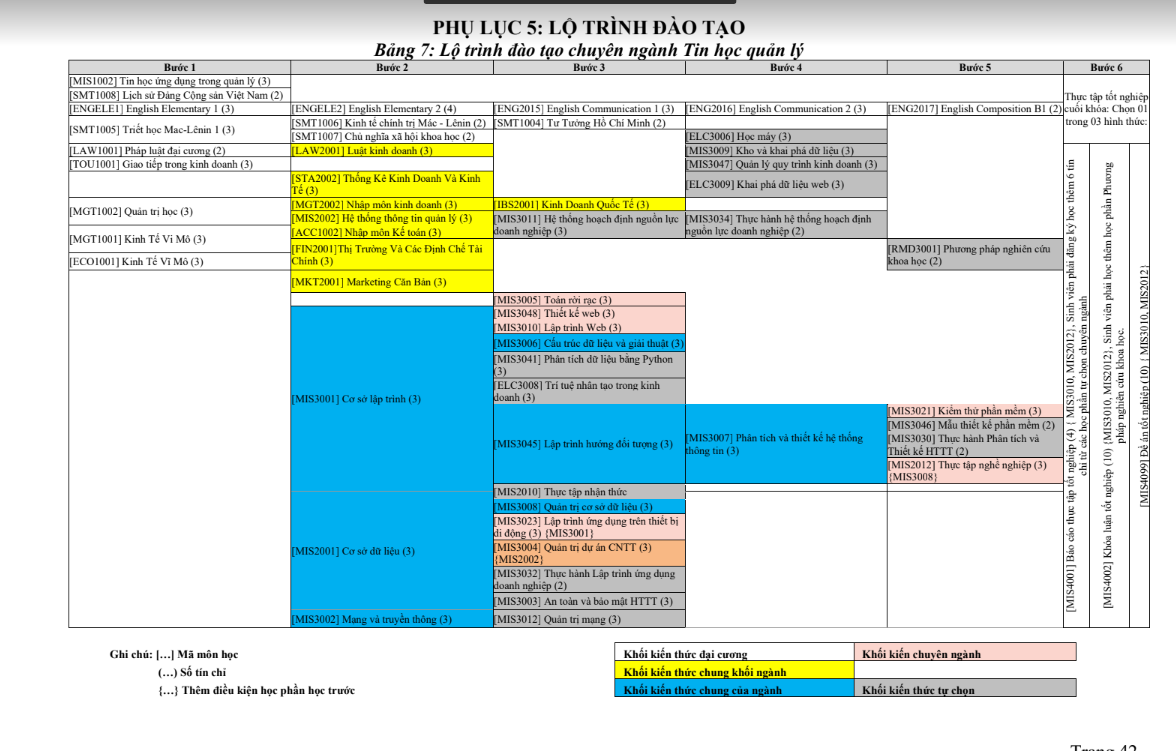 PHỤ LỤC 5: LỘ TRÌNH ĐÀO TẠO
Bảng 7: Lộ trình đào tạo chuyên ngành Tin học quản lý
Bước 1
Bước 2
Bước 3
Bước 4
Bước 5
Bước 6
[MIS1002] Tin học ứng dụng trong quản lý (3)
[SMT1008] Lịch sử Đảng Cộng sản Việt Nam (2)
[ENGELE1] English Elementary 1 (3)
[SMT1005] Triết học Mac-Lênin 1 (3)
[LAW1001] Pháp luật đại cương (2)
[TOU1001] Giao tiếp trong kinh doanh (3)
[MGT1002] Quản trị học (3)
[MGT1001] Kinh Tế Vi Mô (3)
[ECO1001] Kinh Tế Vĩ Mô (3)
[ENGELE2] English Elementary 2 (4)
[SMT1006] Kinh tế chính trị Mác - Lênin (2)
[SMT1007] Chủ nghĩa xã hội khoa học (2)
[LAW2001] Luật kinh doanh (3)
[STA2002] Thống Kê Kinh Doanh Và Kinh
Tế (3)
[MGT2002] Nhập môn kinh doanh (3)
[MIS2002] Hệ thống thông tin quản lý (3)
[ACC1002] Nhập môn Kế toán (3)
[FIN2001]Thị Trường Và Các Định Chế Tài
Chính (3)
[MKT2001] Marketing Căn Bản (3)
[MIS3001] Cơ sở lập trình (3)
[MIS2001] Cơ sở dữ liệu (3)
[MIS3002] Mạng và truyền thông (3)
[ENG2015] English Communication 1 (3)
[SMT1004] Tư Tưởng Hồ Chí Minh (2)
[IBS2001] Kinh Doanh Quốc Tế (3)
[MIS3011] Hệ thống hoạch định nguồn lực
doanh nghiệp (3)
[MIS3005] Toán rời rạc (3)
[MIS3048] Thiết kế web (3)
[MIS3010] Lập trình Web (3)
[MIS3006] Cấu trúc dữ liệu và giải thuật (3)
[MIS3041] Phân tích dữ liệu bằng Python
(3)
[ELC3008] Trí tuệ nhân tạo trong kinh
doanh (3)
[MIS3045] Lập trình hướng đối tượng (3)
[MIS2010] Thực tập nhận thức
[MIS3008] Quản trị cơ sở dữ liệu (3)
[MIS3023] Lập trình ứng dụng trên thiết bị
di động (3) {MIS3001}
[MIS3004] Quản trị dự án CNTT (3)
{MIS2002}
[MIS3032] Thực hành Lập trình ứng dụng
doanh nghiệp (2)
[MIS3003] An toàn và bảo mật HTTT (3)
[MIS3012] Quản trị mạng (3)
[ENG2016] English Communication 2 (3)
[ELC3006] Học máy (3)
[MIS3009] Kho và khai phá dữ liệu (3)
[MIS3047] Quản lý quy trình kinh doanh (3)
[ELC3009] Khai phá dữ liệu web (3)
[MIS3034] Thực hành hệ thống hoạch định
nguồn lực doanh nghiệp (2)
[MIS3007] Phân tích và thiết kế hệ thống
thông tin (3)
[ENG2017] English Composition B1 (2)
[RMD3001] Phương pháp nghiên cứu
khoa học (2)
[MIS3021] Kiểm thử phần mềm (3)
[MIS3046] Mẫu thiết kế phần mềm (2)
[MIS3030] Thực hành Phân tích và
Thiết kế HTTT (2)
[MIS2012] Thực tập nghề nghiệp (3)
{MIS3008}
Thực tập tốt nghiệp
cuối khóa: Chọn 01
trong 03 hình thức:
[MIS4001] Báo cáo thực tập tốt nghiệp (4) { MIS3010, MIS2012}, Sinh viên phải đăng ký học thêm 6 tín
chỉ từ các học phần tự chọn chuyên ngành
[MIS4002] Khóa luận tốt nghiệp (10) {MIS3010, MIS2012}, Sinh viên phải học thêm học phần Phương
pháp nghiên cứu khoa học.
[MIS4099] Đề án tốt nghiệp (10) { MIS3010, MIS2012}
Ghi chú: [...] Mã môn học
(...) Số tín chỉ
{...} Thêm điều kiện học phần học trước
Khối kiến thức đại cương
Khối kiến chuyên ngành
Khối kiến thức chung khối ngành
Khối kiến thức chung của ngành
Khối kiến thức tự chọn
Trang 42